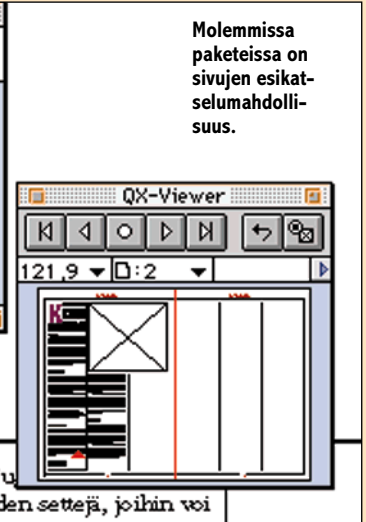 Molemmissa
paketeissa on
sivujen esikat-
selumahdolli-
suus.
QX-Viewer
121,9 :2
K
den settejä, joihin voi